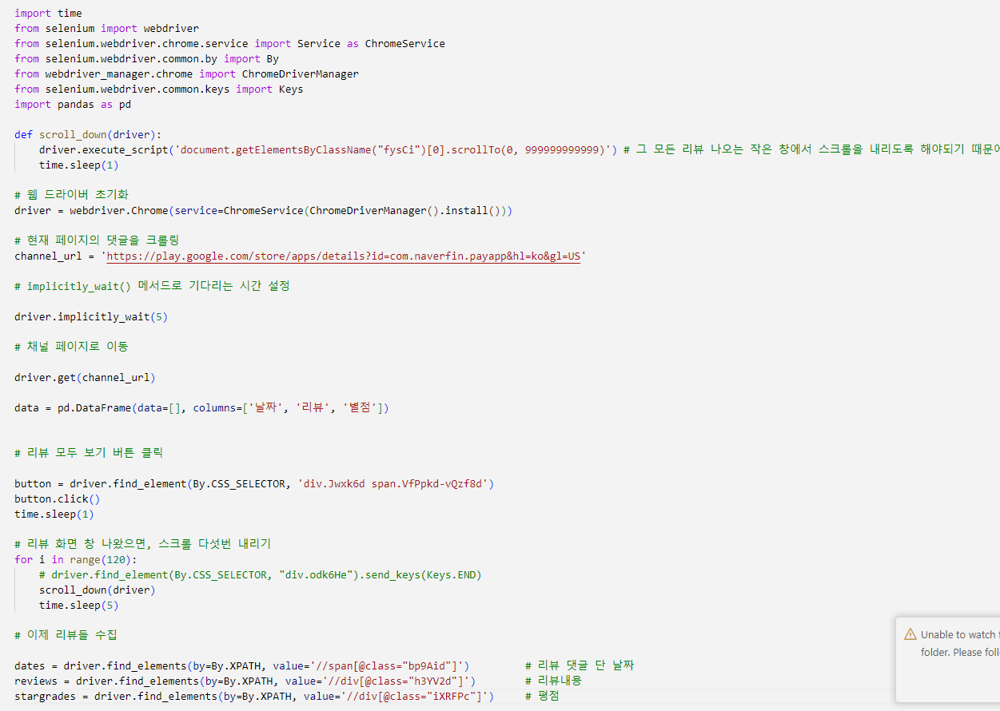 import time
from selenium import webdriver
from selenium.webdriver.chrome.service import Service as ChromeService
from selenium.webdriver.common.by import By
from webdriver_manager.chrome import ChromeDriverManager
from selenium.webdriver.common.keys import Keys
import pandas as pd
def scroll_down(driver):
driver.execute_script('document.getElementsByClassName("fysCi")[0].scrollTo(0, 999999999999)') # 그 모든 리뷰 나오는 작은 창에서 스크롤을 내리도록 해야되기 때문에
time.sleep(1)
# 웹 드라이버 초기화
driver = webdriver.Chrome(service=ChromeService(ChromeDriverManager().install()))
# 현재 페이지의 댓글을 크롤링
channel_url = 'https://play.google.com/store/apps/details?id=com.naverfin.payapp&hl=ko&gl=US'
# implicitly_wait() 메서드로 기다리는 시간 설정
driver.implicitly_wait(5)
# 채널 페이지로 이동
driver.get(channel_url)
data = pd.DataFrame(data=[], columns=['날짜', '리뷰', '별점'])
# 리뷰 모두 보기 버튼 클릭
button = driver.find_element(By.CSS_SELECTOR, 'div.Jwxk6d span.VfPpkd-vQzf8d')
button.click()
time.sleep(1)
# 리뷰 화면 창 나왔으면, 스크롤 다섯번 내리기
for i in range(120):
# driver.find_element(By.CSS_SELECTOR, "div.odk6He").send_keys(Keys.END)
scroll_down(driver)
time.sleep(5)
# 이제 리뷰들 수집
dates = driver.find_elements(by=By.XPATH, value='//span[@class="bp9Aid"]') # 리뷰 댓글 단 날짜
reviews = driver.find_elements(by=By.XPATH, value='//div[@class="h3YV2d"]') # 리뷰내용
stargrades = driver.find_elements(by=By.XPATH, value='//div[@class="iXRFPc"]') # 평점
Unable to watch
folder. Please